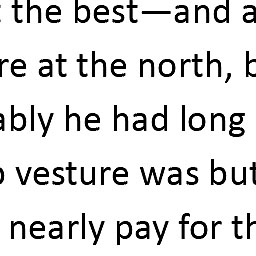 the best—and a
re at the north, b
ably he had long
vesture was but
nearly pay for th